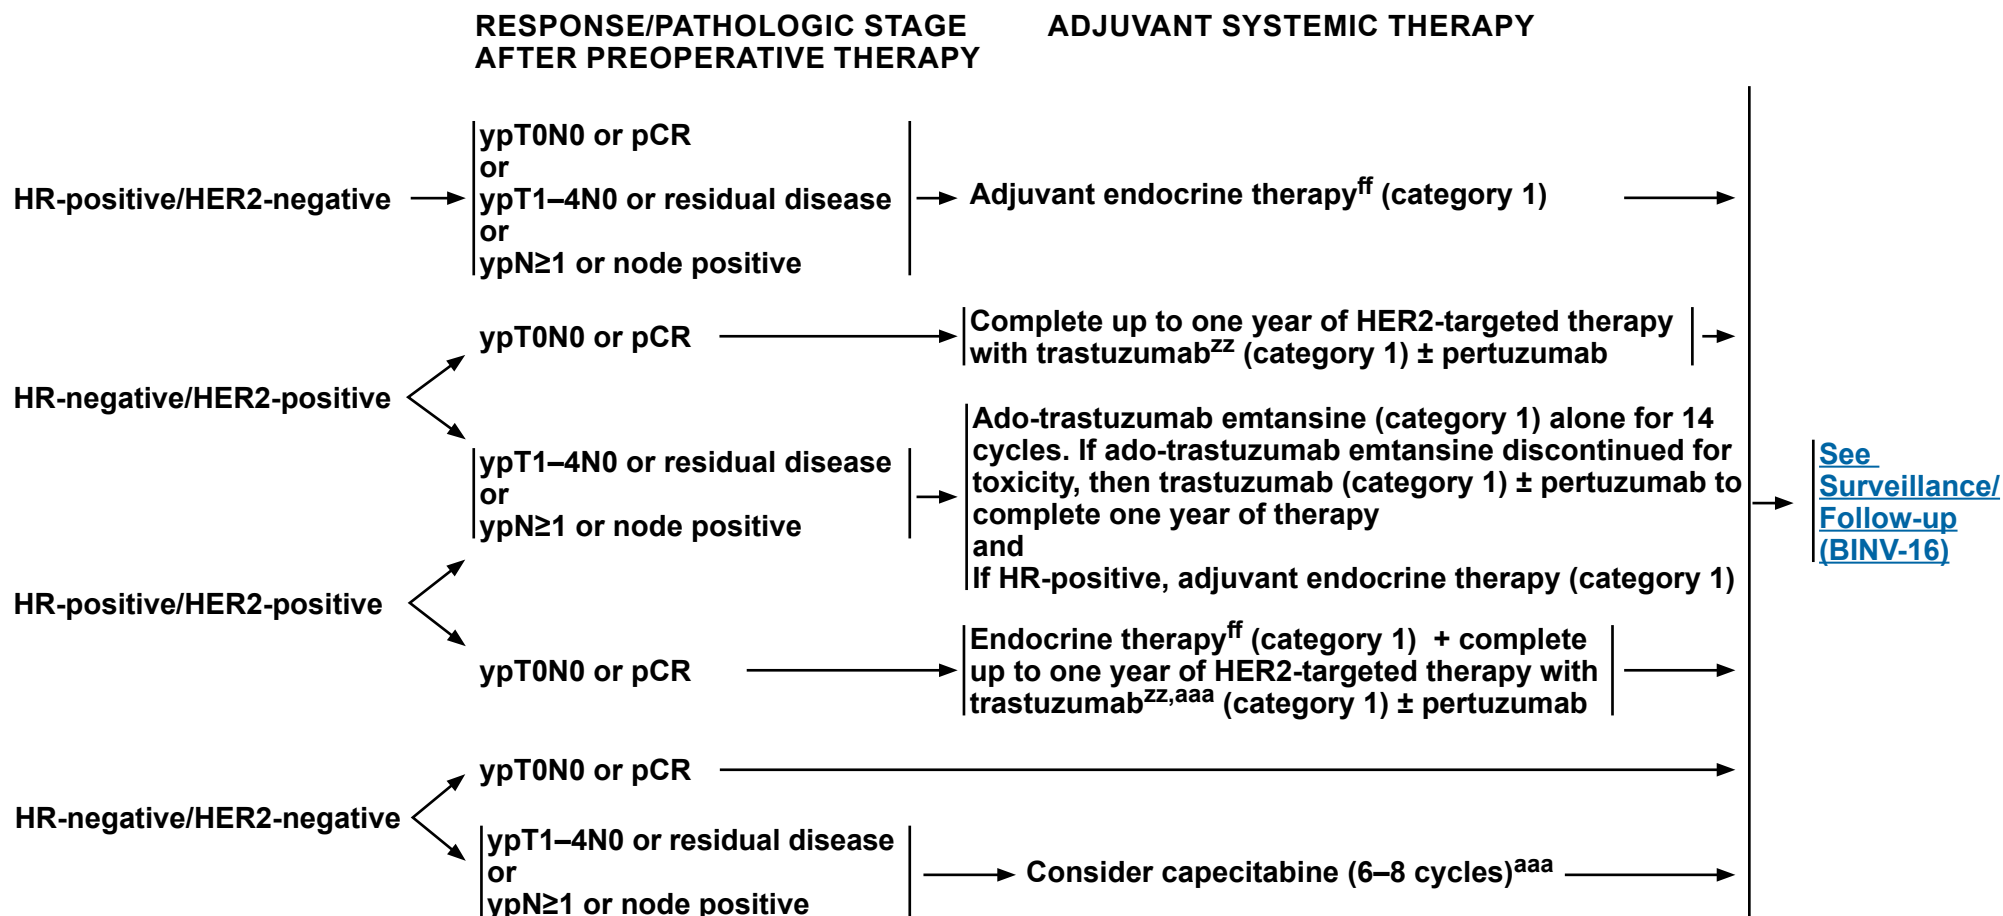 RESPONSE/PATHOLOGIC STAGE
AFTER PREOPERATIVE THERAPY
ADJUVANT SYSTEMIC THERAPY
HR-positive/HER2-negative
ypT0N0 or pCR
or
ypT1–4N0 or residual disease
or
ypN≥1 or node positive
Adjuvant endocrine therapyff (category 1)
HR-negative/HER2-positive
ypT0N0 or pCR
Complete up to one year of HER2-targeted therapy
with trastuzumabzz (category 1) ± pertuzumab
ypT1–4N0 or residual disease
or
ypN≥1 or node positive
Ado-trastuzumab emtansine (category 1) alone for 14
cycles. If ado-trastuzumab emtansine discontinued for
toxicity, then trastuzumab (category 1) ± pertuzumab to
complete one year of therapy
and
If HR-positive, adjuvant endocrine therapy (category 1)
HR-positive/HER2-positive
ypT0N0 or pCR
Endocrine therapyff (category 1) + complete
up to one year of HER2-targeted therapy with
trastuzumabzz,aaa (category 1) ± pertuzumab
HR-negative/HER2-negative
ypT0N0 or pCR
ypT1–4N0 or residual disease
or
ypN≥1 or node positive
Consider capecitabine (6–8 cycles)aaa
See
Surveillance/
Follow-up
(BINV-16)